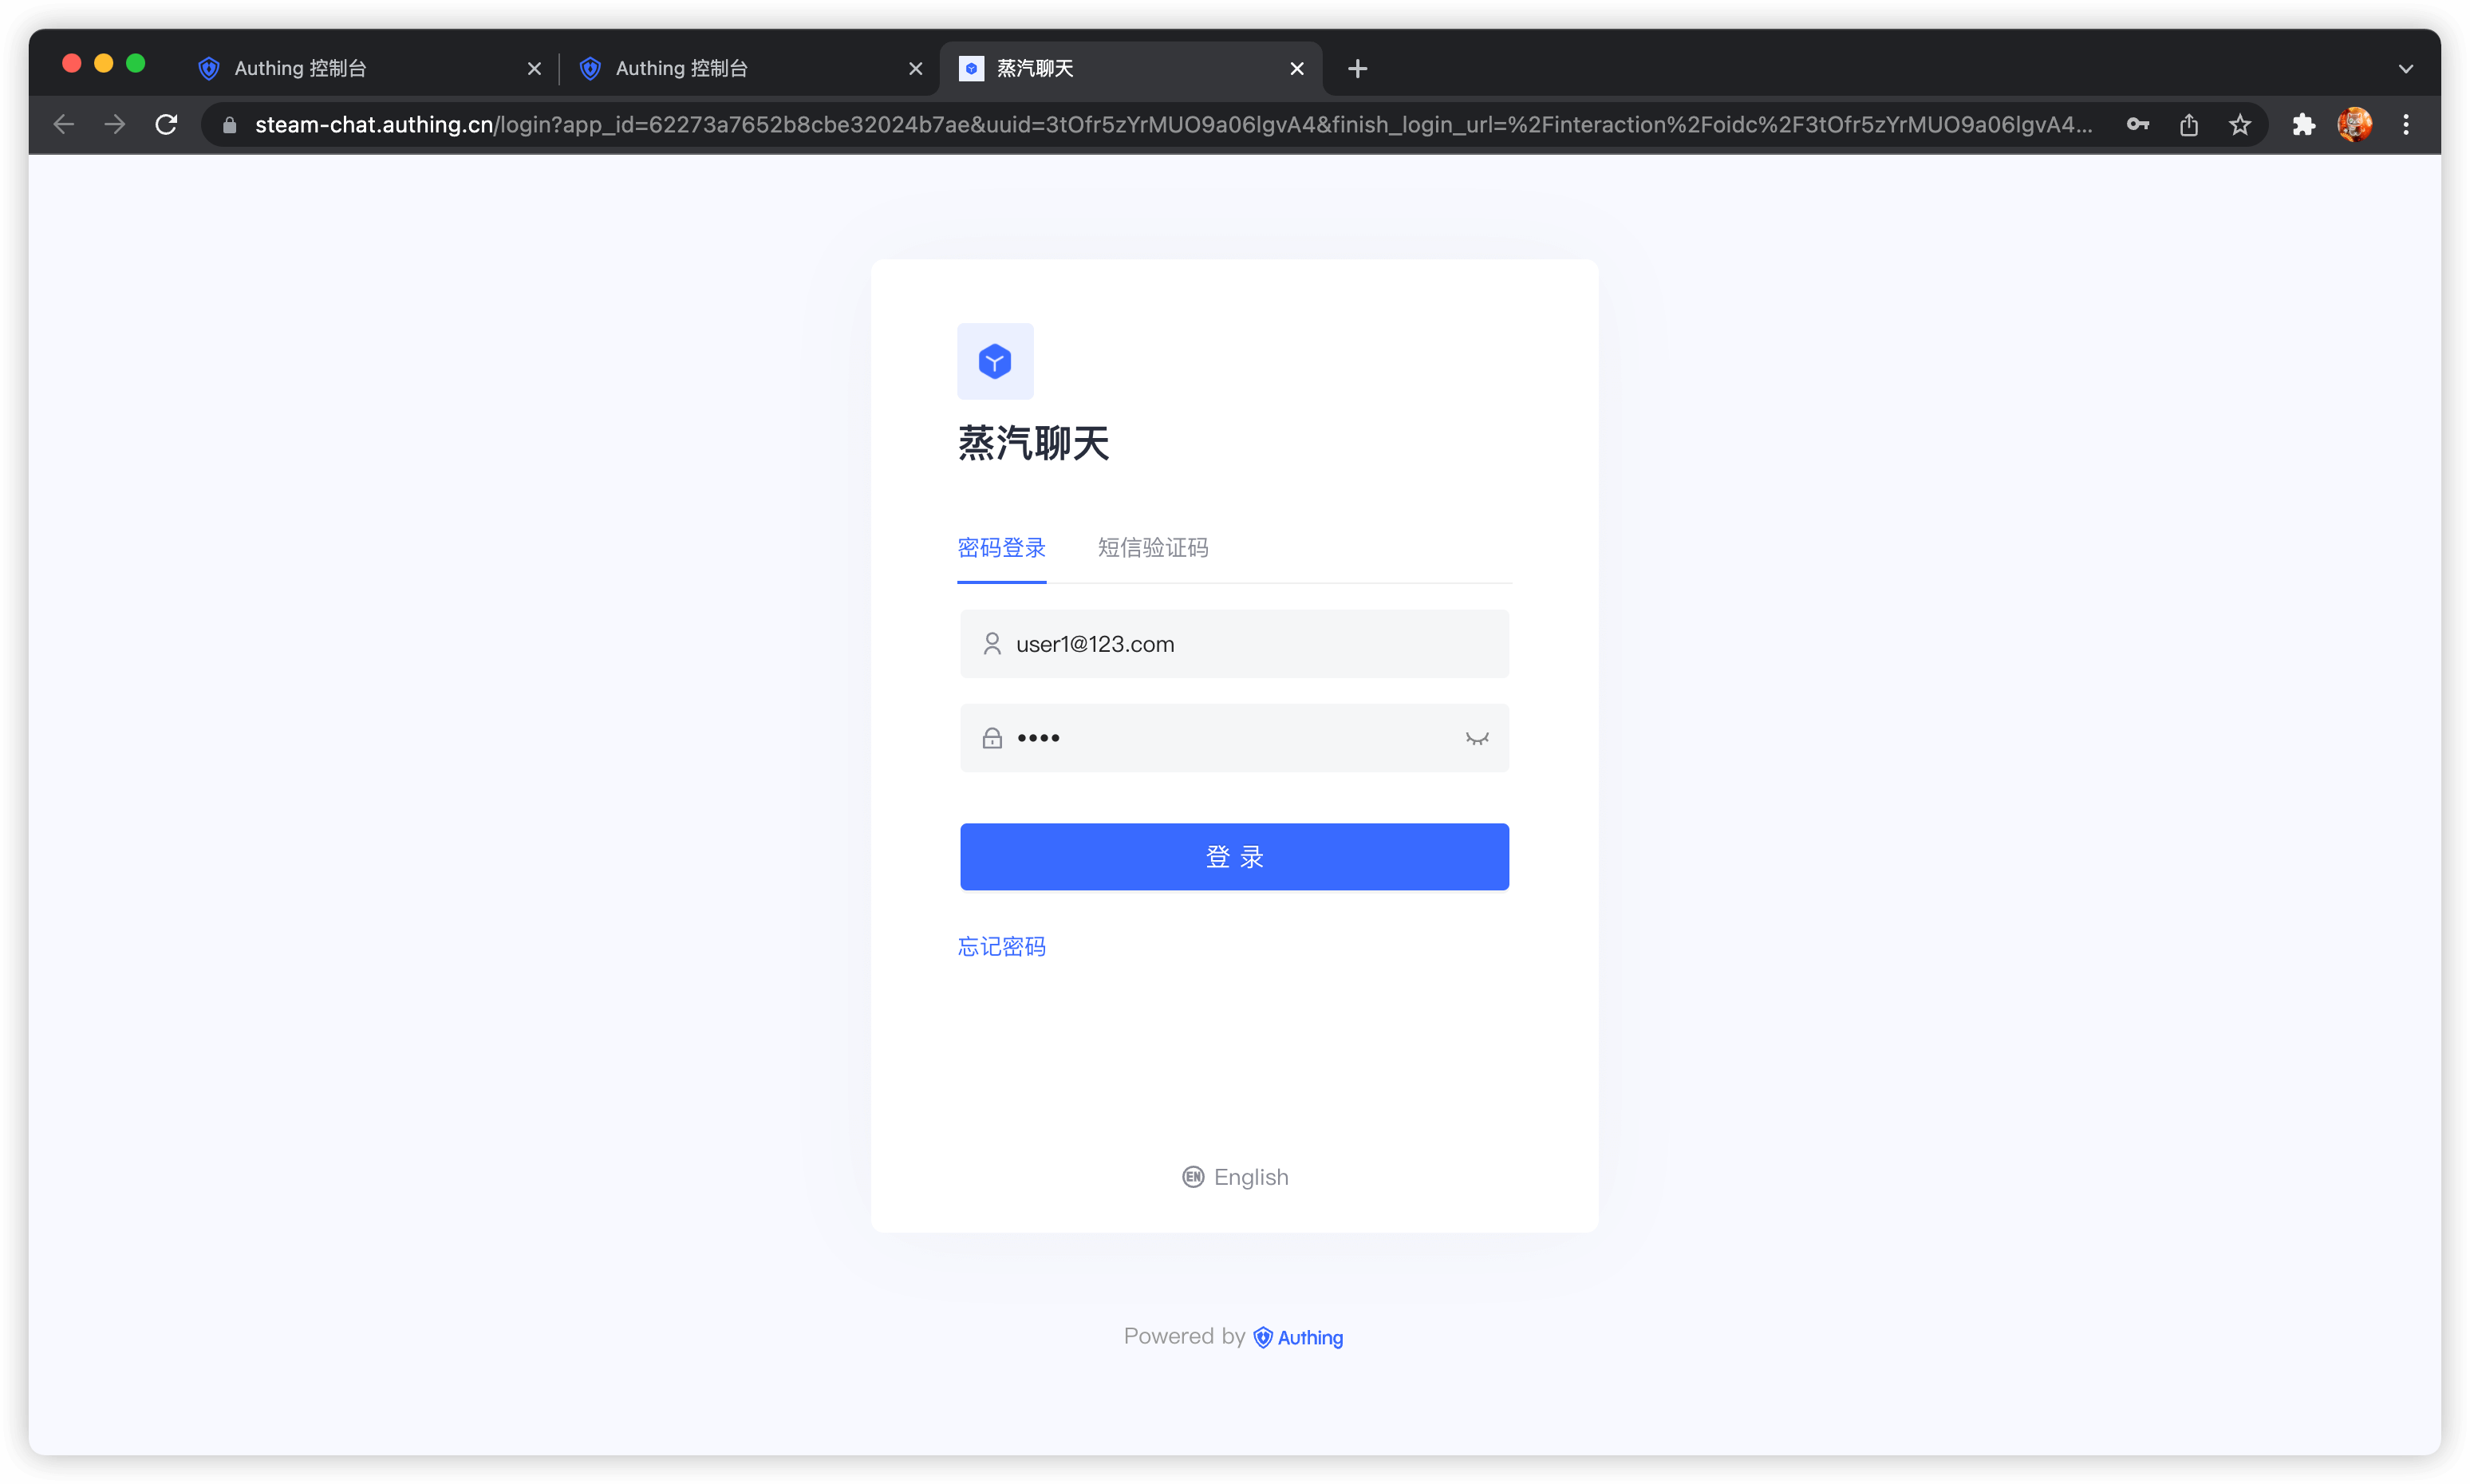 Authing 控制台
Authing 控制台
蒸汽聊天
steam-chat.authing.cn/login?app_id=62273a7652b8cbe32024b7ae&uuid=3tOfr5zYrMUO9a06lgvA4&finish_login_url=%2Finteraction%2Foidc%2F3tOfr5zYrMUO9a06lgvA4...
蒸汽聊天
密码登录 短信验证码
user1@123.com
••••
登 录
忘记密码
EN English
Powered by Authing